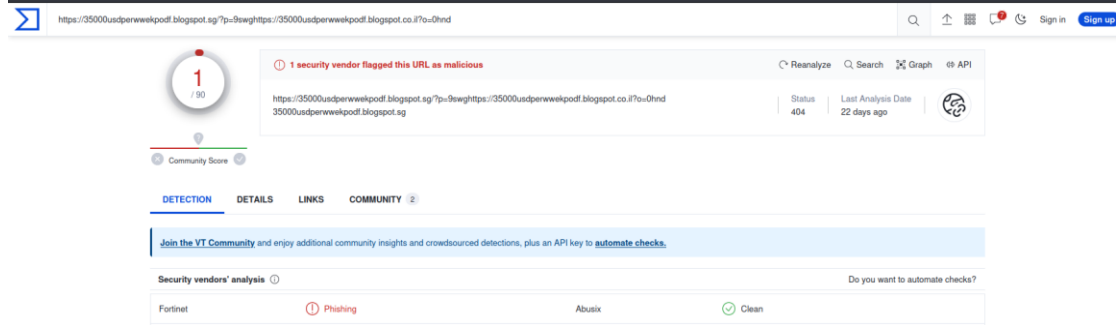 https://35000usdperwwekpodf.blogspot.sg/?p=9swghttps://35000usdperwwekpodf.blogspot.co.il?o=0hnd
7
Sign in
Sign up
1
/ 90
1 security vendor flagged this URL as malicious
Reanalyze
Search
Graph
API
https://35000usdperwwekpodf.blogspot.sg/?p=9swghttps://35000usdperwwekpodf.blogspot.co.il?o=0hnd
35000usdperwwekpodf.blogspot.sg
Status
404
Last Analysis Date
22 days ago
?
Community Score
DETECTION
DETAILS
LINKS
COMMUNITY 2
Join the VT Community and enjoy additional community insights and crowdsourced detections, plus an API key to automate checks.
Security vendors' analysis
Do you want to automate checks?
Fortinet
Phishing
Abusix
Clean